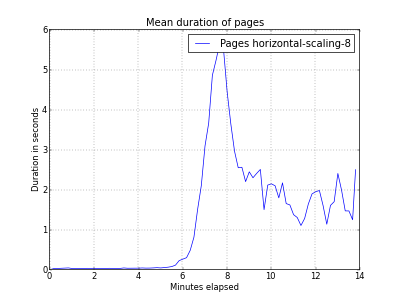 Mean duration of pages
Pages horizontal-scaling-8
Duration in seconds
6
5
4
3
2
1
0
0 2 4 6 8 10 12 14
Minutes elapsed